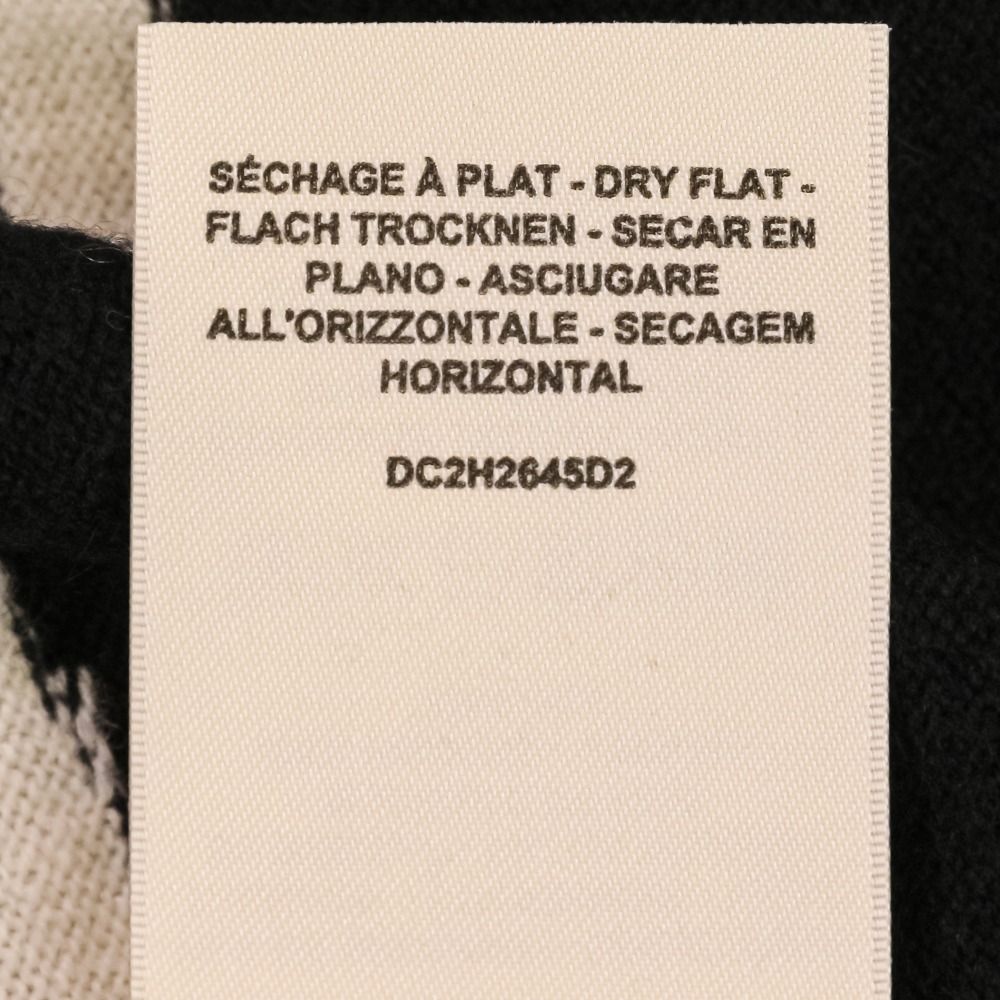 SÉCHAGE À PLAT - DRY FLAT -
FLACH TROCKNEN - SECAR EN
PLANO - ASCIUGARE
ALL'ORIZZONTALE - SECAGEM
HORIZONTAL
DC2H2645D2